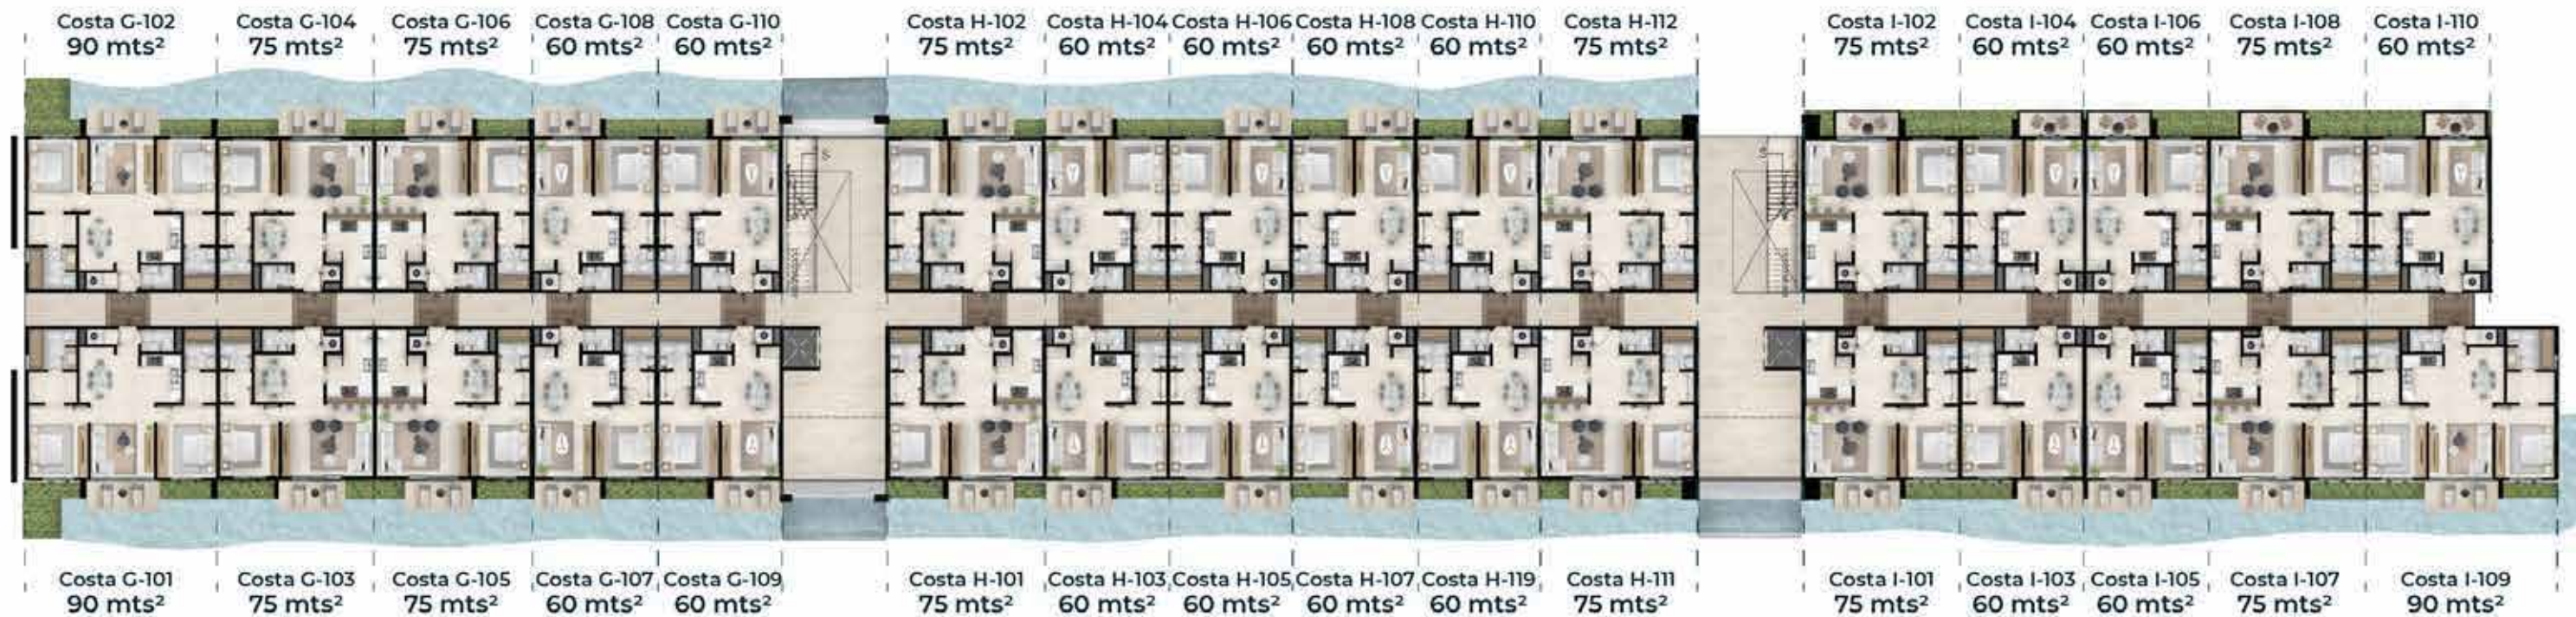 Costa G-102 Costa G-104 Costa G-106 Costa G-108 Costa G-110 Costa H-102 Costa H-104 Costa H-106 Costa H-108 Costa H-110 Costa H-112 Costa I-102 Costa I-104 Costa I-106 Costa I-108 Costa I-110
90 mts² 75 mts² 75 mts² 60 mts² 60 mts² 75 mts² 60 mts² 60 mts² 60 mts² 60 mts² 75 mts² 75 mts² 60 mts² 60 mts² 75 mts² 60 mts²
Costa G-101 Costa G-103 Costa G-105 Costa G-107 Costa G-109 Costa H-101 Costa H-103 Costa H-105 Costa H-107 Costa H-119 Costa H-111 Costa I-101 Costa I-103 Costa I-105 Costa I-107 Costa I-109
90 mts² 75 mts² 75 mts² 60 mts² 60 mts² 75 mts² 60 mts² 60 mts² 60 mts² 60 mts² 75 mts² 75 mts² 60 mts² 60 mts² 75 mts² 90 mts²